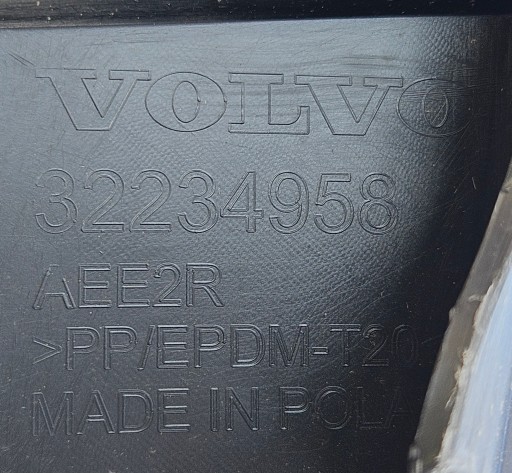 VOLVO
32234958
AEE2R
>PP/EPDM-T20
MADE IN POLA